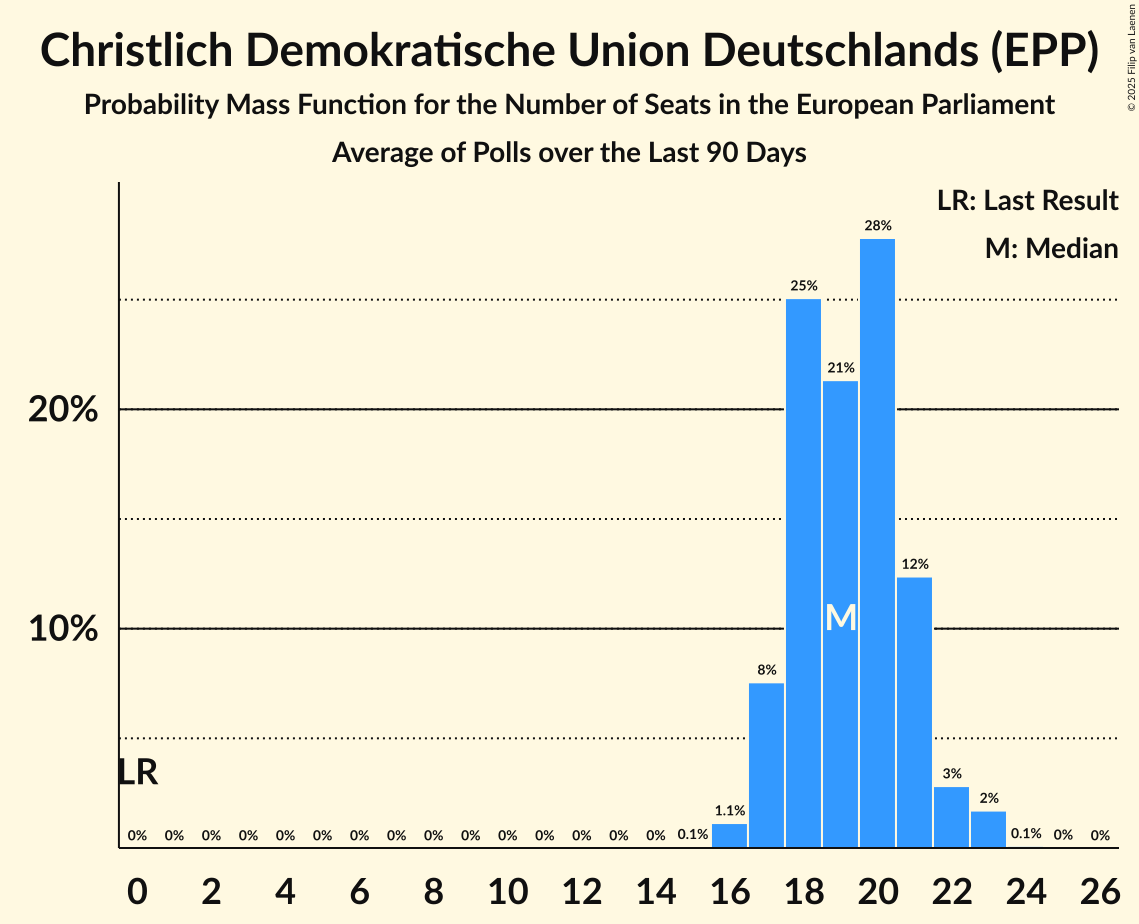 Christlich Demokratische Union Deutschlands (EPP)
Probability Mass Function for the Number of Seats in the European Parliament
Average of Polls over the Last 90 Days
© 2025 Filip van Laenen
LR: Last Result
M: Median
28%
25%
21%
20%
12%
M
10%
8%
LR
3%
2%
1.1%
0% 0% 0% 0% 0% 0% 0% 0% 0% 0% 0% 0% 0% 0% 0% 0.1% 0.1% 0% 0%
0 2 4 6 8 10 12 14 16 18 20 22 24 26